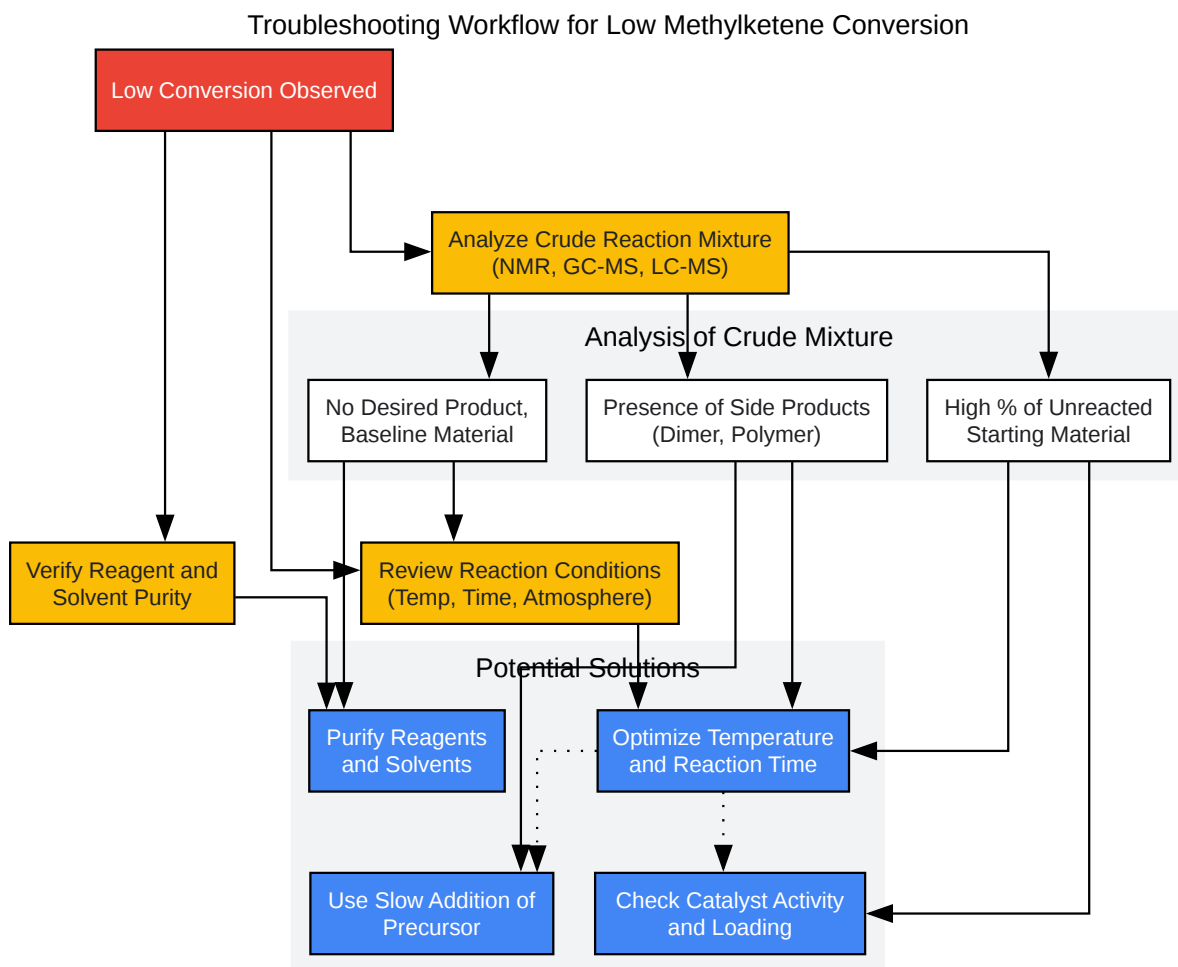 Troubleshooting Workflow for Low Methylketene Conversion
Low Conversion Observed
Analyze Crude Reaction Mixture
(NMR, GC-MS, LC-MS)
Analysis of Crude Mixture
No Desired Product,
Baseline Material
Presence of Side Products
(Dimer, Polymer)
High % of Unreacted
Starting Material
Verify Reagent and
Solvent Purity
Review Reaction Conditions
(Temp, Time, Atmosphere)
Potential Solutions
Purify Reagents
and Solvents
Optimize Temperature
and Reaction Time
Use Slow Addition of
Precursor
Check Catalyst Activity
and Loading